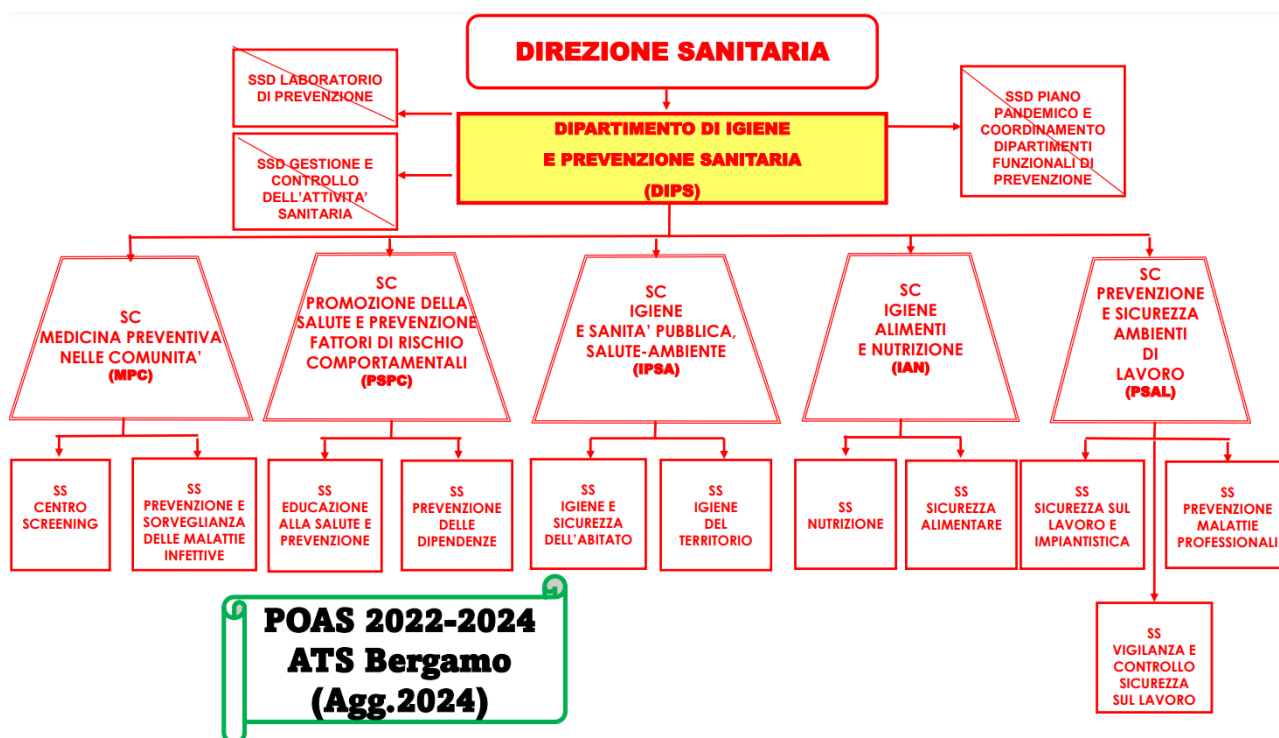 DIREZIONE SANITARIA
SSD LABORATORIO
DI PREVENZIONE
SSD GESTIONE E
CONTROLLO
DELL'ATTIVITA'
SANITARIA
DIPARTIMENTO DI IGIENE
E PREVENZIONE SANITARIA
(DIPS)
SSD PIANO
PANDEMICO E
COORDINAMENTO
DIPARTIMENTI
FUNZIONALI DI
PREVENZIONE
SC
MEDICINA PREVENTIVA
NELLE COMUNITA'
(MPC)
SC
PROMOZIONE DELLA
SALUTE E PREVENZIONE
FATTORI DI RISCHIO
COMPORTAMENTALI
(PSPC)
SC
IGIENE
E SANITA' PUBBLICA,
SALUTE-AMBIENTE
(IPSA)
SC
IGIENE
ALIMENTI
E NUTRIZIONE
(IAN)
SC
PREVENZIONE
E SICUREZZA
AMBIENTI
DI
LAVORO
(PSAL)
SS
CENTRO
SCREENING
SS
PREVENZIONE E
SORVEGLIANZA
DELLE MALATTIE
INFETTIVE
SS
EDUCAZIONE
ALLA SALUTE E
PREVENZIONE
SS
PREVENZIONE
DELLE
DIPENDENZE
SS
IGIENE E
SICUREZZA
DELL'ABITATO
SS
IGIENE
DEL
TERRITORIO
SS
NUTRIZIONE
SS
SICUREZZA
ALIMENTARE
SS
SICUREZZA SUL
LAVORO E
IMPIANTISTICA
SS
PREVENZIONE
MALATTIE
PROFESSIONALI
SS
VIGILANZA E
CONTROLLO
SICUREZZA
SUL LAVORO
POAS 2022-2024
ATS Bergamo
(Agg.2024)